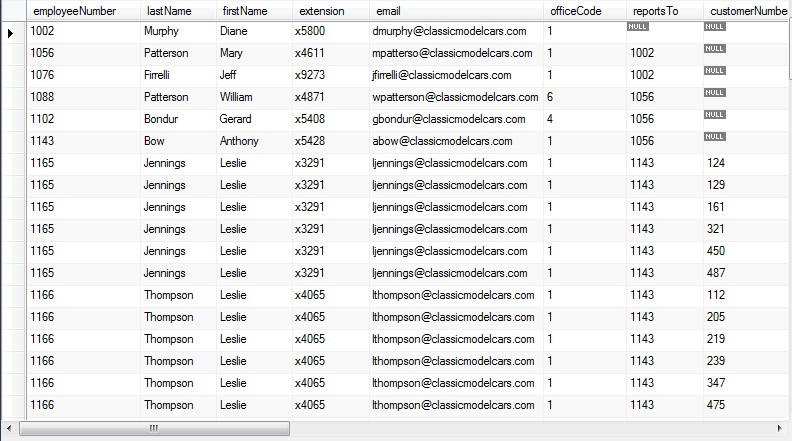 employeeNumber lastName firstName extension email officeCode reportsTo customerNumbe
1002 Murphy Diane x5800 dmurphy@classicmodelcars.com 1 NULL NULL
1056 Patterson Mary x4611 mpatterso@classicmodelcars.com 1 1002 NULL
1076 Firrelli Jeff x9273 jfirrelli@classicmodelcars.com 1 1002 NULL
1088 Patterson William x4871 wpatterson@classicmodelcars.com 6 1056 NULL
1102 Bondur Gerard x5408 gbondur@classicmodelcars.com 4 1056 NULL
1143 Bow Anthony x5428 abow@classicmodelcars.com 1 1056 NULL
1165 Jennings Leslie x3291 ljennings@classicmodelcars.com 1 1143 124
1165 Jennings Leslie x3291 ljennings@classicmodelcars.com 1 1143 129
1165 Jennings Leslie x3291 ljennings@classicmodelcars.com 1 1143 161
1165 Jennings Leslie x3291 ljennings@classicmodelcars.com 1 1143 321
1165 Jennings Leslie x3291 ljennings@classicmodelcars.com 1 1143 450
1165 Jennings Leslie x3291 ljennings@classicmodelcars.com 1 1143 487
1166 Thompson Leslie x4065 lthompson@classicmodelcars.com 1 1143 112
1166 Thompson Leslie x4065 lthompson@classicmodelcars.com 1 1143 205
1166 Thompson Leslie x4065 lthompson@classicmodelcars.com 1 1143 219
1166 Thompson Leslie x4065 lthompson@classicmodelcars.com 1 1143 239
1166 Thompson Leslie x4065 lthompson@classicmodelcars.com 1 1143 347
1166 Thompson Leslie x4065 lthompson@classicmodelcars.com 1 1143 475